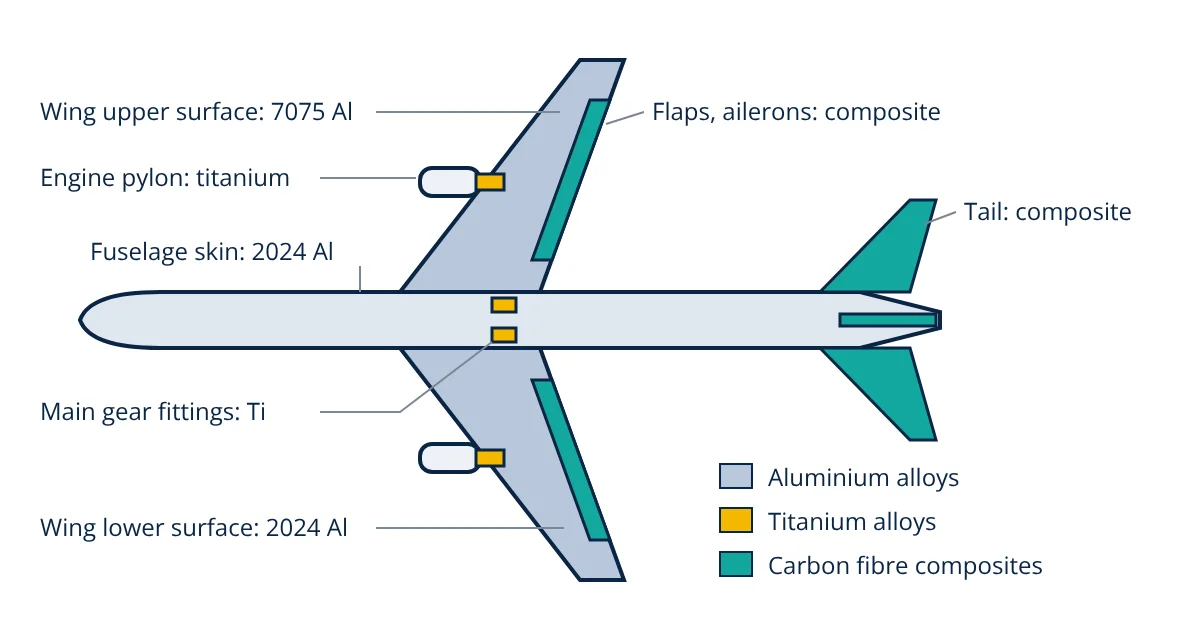 Wing upper surface: 7075 Al
Flaps, ailerons: composite
Engine pylon: titanium
Tail: composite
Fuselage skin: 2024 Al
Main gear fittings: Ti
Aluminium alloys
Wing lower surface: 2024 Al
Titanium alloys
Carbon fibre composites